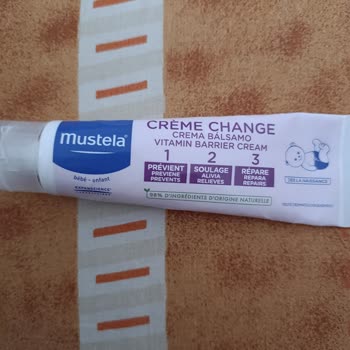 mustela®
bébé - enfant
CRÈME CHANGE
CREMA BÁLSAMO
VITAMIN BARRIER CREAM
1 2 3
PRÉVIENT SOULAGE RÉPARE
PREVIENE ALIVIA REPARA
PREVENTS RELIEVES REPAIRS
98% D'INGRÉDIENTS D'ORIGINE NATURELLE
DÈS LA NAISSANCE